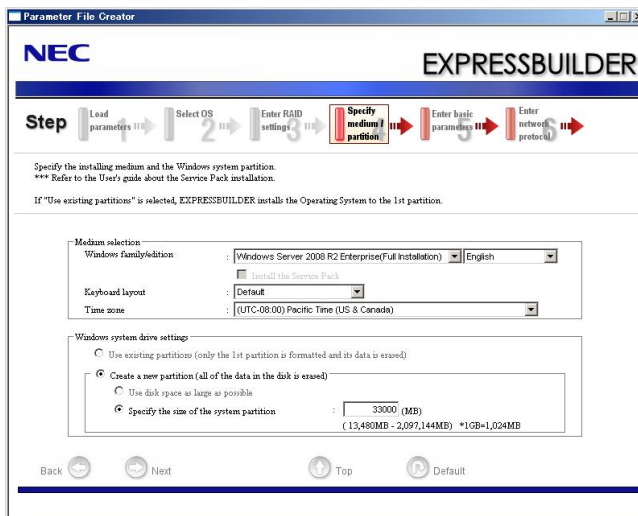 Parameter File Creator
NEC
EXPRESSBUILDER
Step
Load parameters 1
Select OS 2
Enter RAID settings 3
Specify medium / partition 4
Enter basic parameters 5
Enter network protocol 6
Specify the installing medium and the Windows system partition.
*** Refer to the User's guide about the Service Pack installation.
If "Use existing partitions" is selected, EXPRESSBUILDER installs the Operating System to the 1st partition.
Medium selection
Windows family/edition : Windows Server 2008 R2 Enterprise(Full Installation) English
Install the Service Pack
Keyboard layout : Default
Time zone : (UTC-08:00) Pacific Time (US & Canada)
Windows system drive settings
Use existing partitions (only the 1st partition is formatted and its data is erased)
Create a new partition (all of the data in the disk is erased)
Use disk space as large as possible
Specify the size of the system partition : 33000 (MB)
( 13,480MB - 2,097,144MB) *1GB=1,024MB
Back Next Top Default